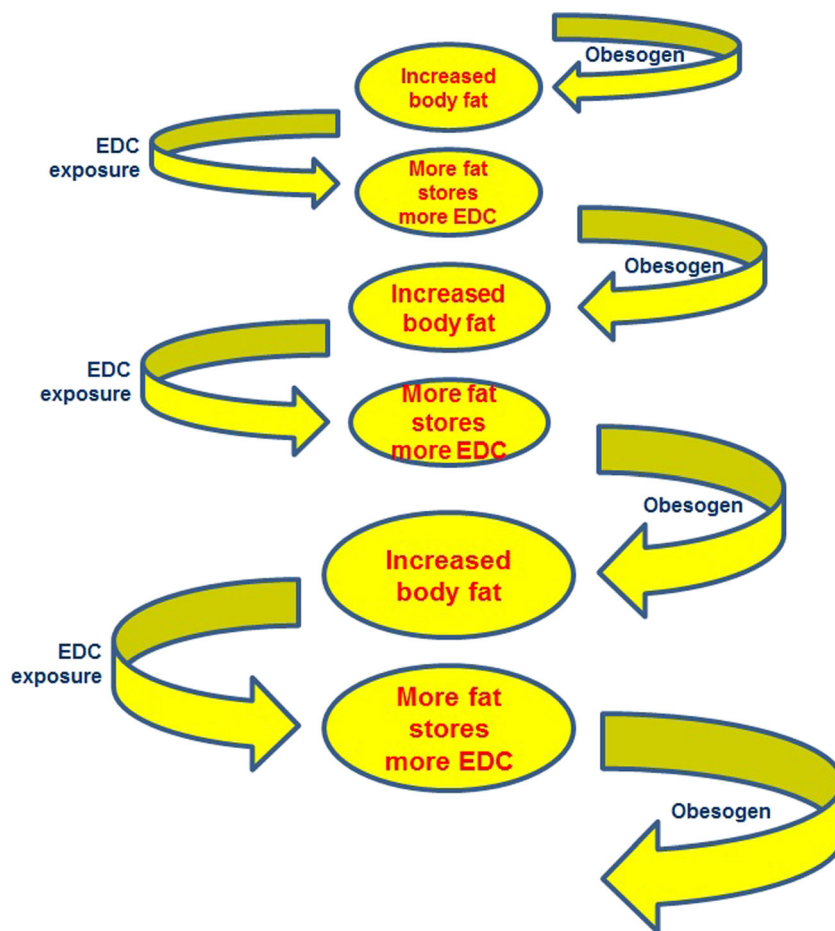 Obesogen
Increased
body fat
EDC
exposure
More fat
stores
more EDC
Obesogen
Increased
body fat
EDC
exposure
More fat
stores
more EDC
Obesogen
Increased
body fat
EDC
exposure
More fat
stores
more EDC
Obesogen